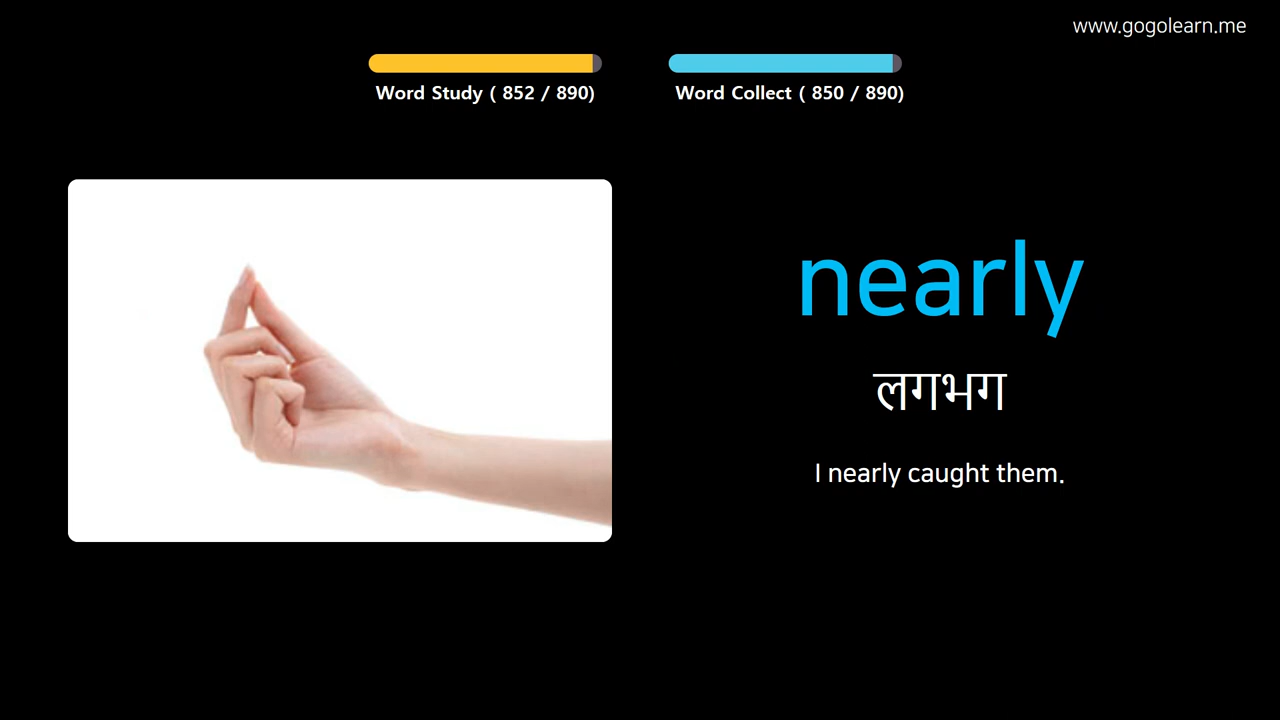 www.gogolearn.me
Word Study ( 852 / 890)
Word Collect ( 850 / 890)
nearly
लगभग
I nearly caught them.